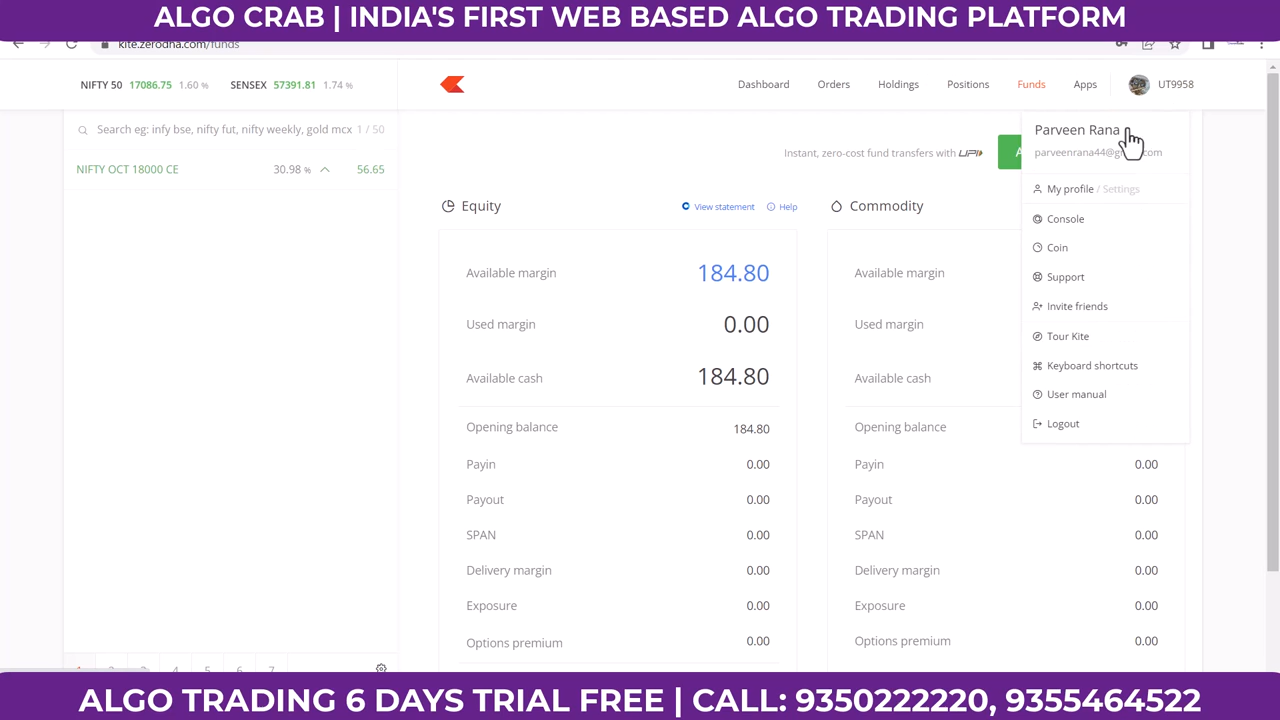 ALGO CRAB | INDIA'S FIRST WEB BASED ALGO TRADING PLATFORM
kite.zerodha.com/funds
NIFTY 50 17086.75 1.60 % SENSEX 57391.81 1.74 %
Dashboard Orders Holdings Positions Funds Apps UT9958
Search eg: infy bse, nifty fut, nifty weekly, gold mcx 1 / 50
NIFTY OCT 18000 CE 30.98 % 56.65
Instant, zero-cost fund transfers with UPI
Parveen Rana
My profile / Settings
Console
Coin
Support
Invite friends
Tour Kite
Keyboard shortcuts
User manual
Logout
Equity View statement Help
Available margin 184.80
Used margin 0.00
Available cash 184.80
Opening balance 184.80
Payin 0.00
Payout 0.00
SPAN 0.00
Delivery margin 0.00
Exposure 0.00
Options premium 0.00
Commodity
Available margin
Used margin
Available cash
Opening balance
Payin 0.00
Payout 0.00
SPAN 0.00
Delivery margin 0.00
Exposure 0.00
Options premium 0.00
ALGO TRADING 6 DAYS TRIAL FREE | CALL: 9350222220, 9355464522